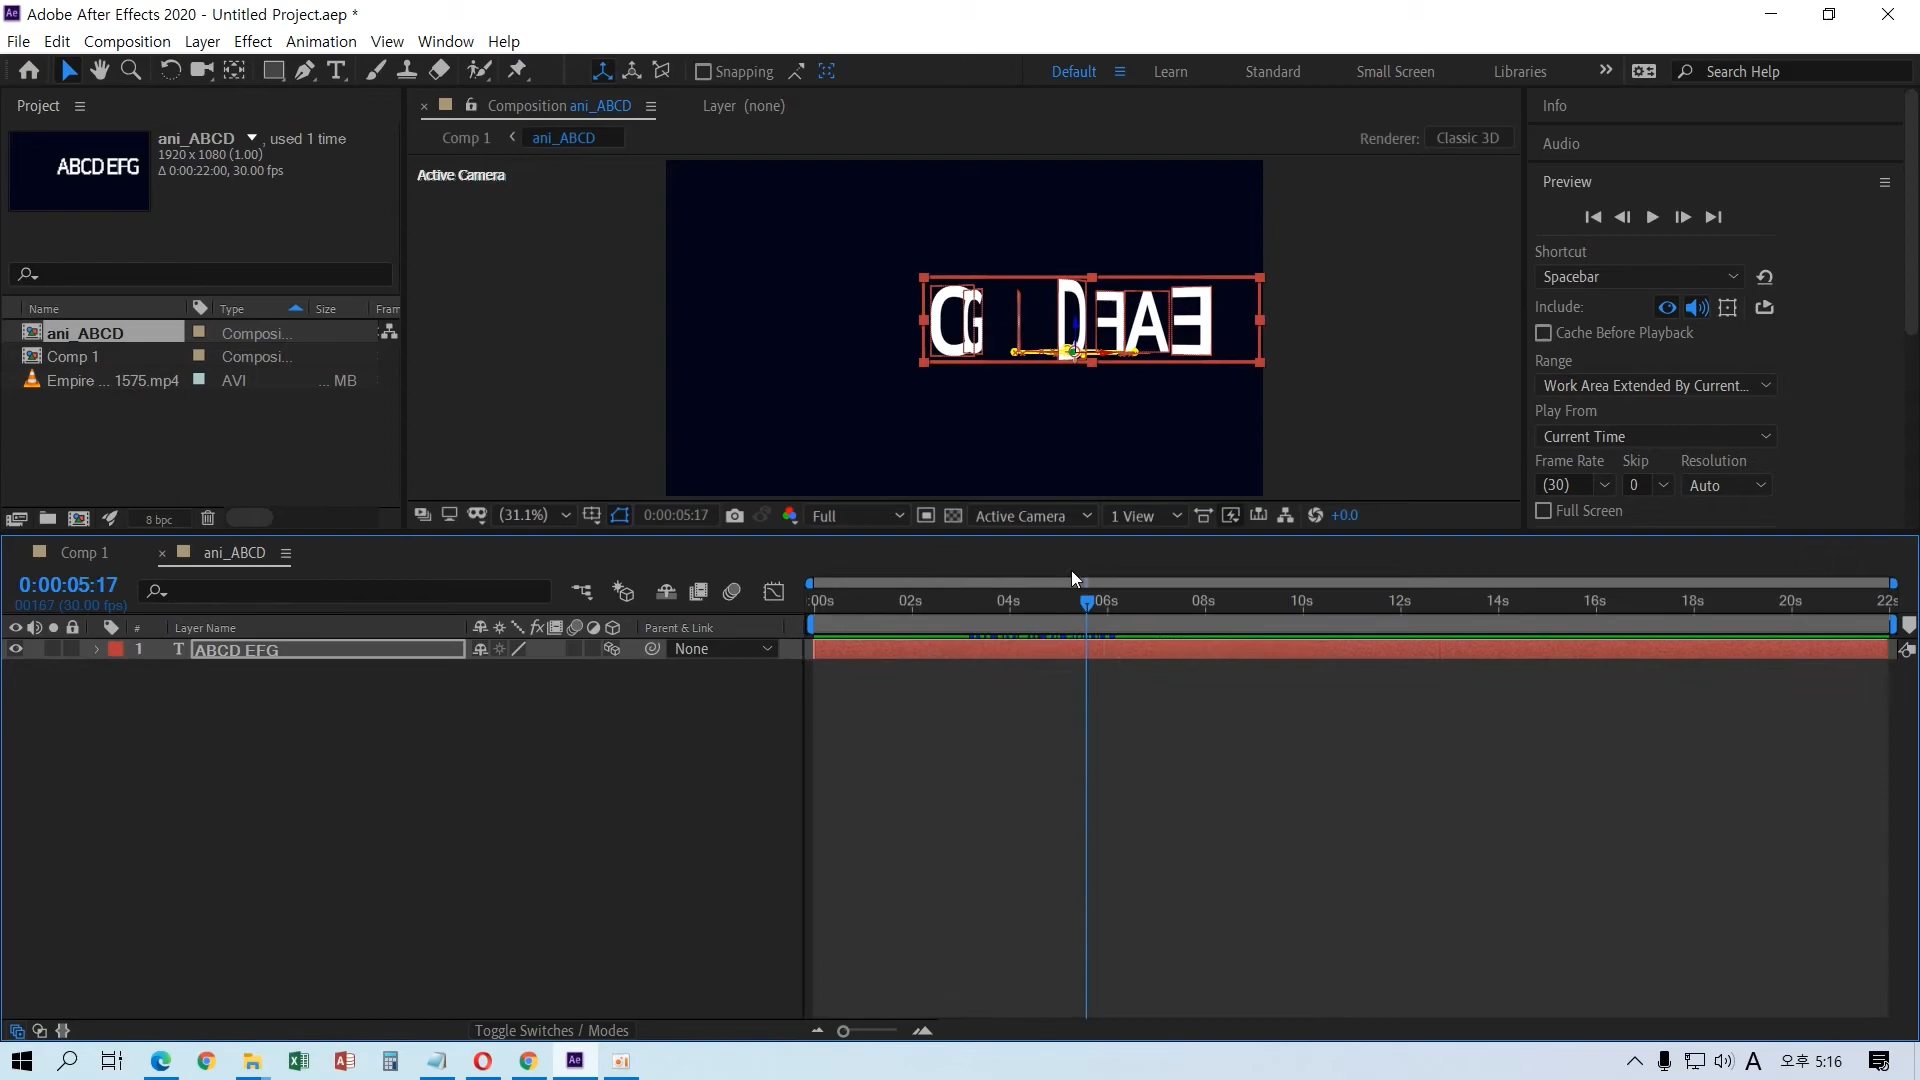 Adobe After Effects 2020 - Untitled Project.aep *
File Edit Composition Layer Effect Animation View Window Help
Snapping
Default Learn Standard Small Screen Libraries Search Help
Project
ani_ABCD , used 1 time
1920 x 1080 (1.00)
Δ 0:00:22:00, 30.00 fps
ABCD EFG
Name Type Size Fram
ani_ABCD Composi...
Comp 1 Composi...
Empire ... 1575.mp4 AVI ... MB
8 bpc
Composition ani_ABCD Layer (none)
Comp 1 ani_ABCD Renderer: Classic 3D
Active Camera
(31.1%) 0:00:05:17 Full Active Camera 1 View +0.0
Info
Audio
Preview
Shortcut
Spacebar
Include:
Cache Before Playback
Range
Work Area Extended By Current...
Play From
Current Time
Frame Rate Skip Resolution
(30) 0 Auto
Full Screen
Comp 1 ani_ABCD
0:00:05:17
00167 (30.00 fps)
:00s 02s 04s 06s 08s 10s 12s 14s 16s 18s 20s 22s
# Layer Name Parent & Link
1 T ABCD EFG None
Toggle Switches / Modes
A 오후 5:16